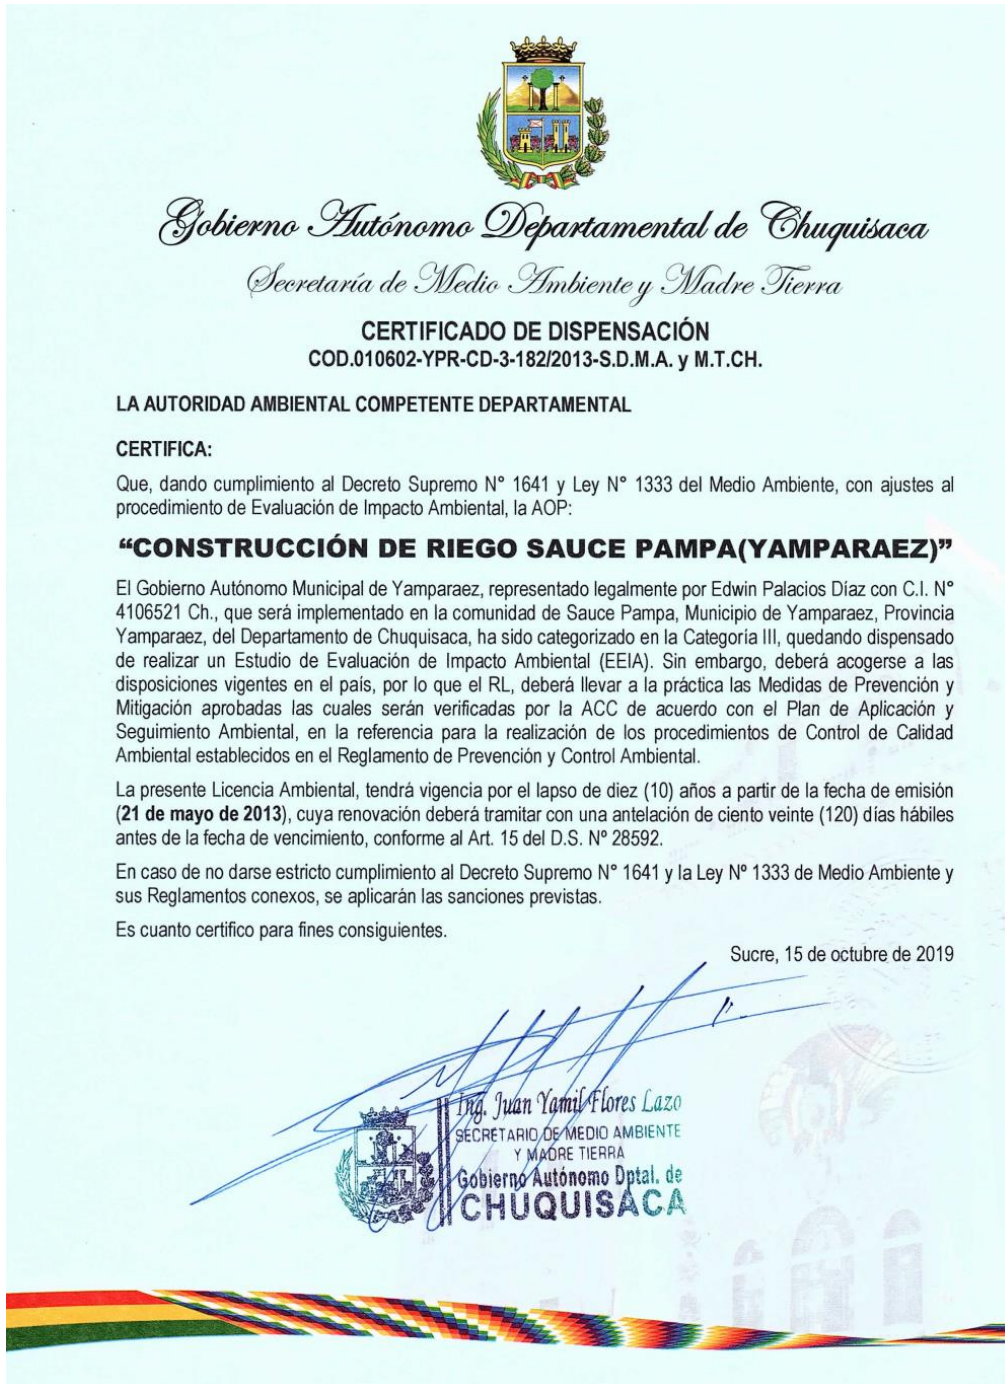 Gobierno Autónomo Departamental de Chuquisaca
Secretaría de Medio Ambiente y Madre Tierra
CERTIFICADO DE DISPENSACIÓN
COD.010602-YPR-CD-3-182/2013-S.D.M.A. y M.T.CH.
LA AUTORIDAD AMBIENTAL COMPETENTE DEPARTAMENTAL
CERTIFICA:
Que, dando cumplimiento al Decreto Supremo N° 1641 y Ley N° 1333 del Medio Ambiente, con ajustes al
procedimiento de Evaluación de Impacto Ambiental, la AOP:
“CONSTRUCCIÓN DE RIEGO SAUCE PAMPA(YAMPARAEZ)”
El Gobierno Autónomo Municipal de Yamparaez, representado legalmente por Edwin Palacios Díaz con C.I. N°
4106521 Ch., que será implementado en la comunidad de Sauce Pampa, Municipio de Yamparaez, Provincia
Yamparaez, del Departamento de Chuquisaca, ha sido categorizado en la Categoría III, quedando dispensado
de realizar un Estudio de Evaluación de Impacto Ambiental (EEIA). Sin embargo, deberá acogerse a las
disposiciones vigentes en el país, por lo que el RL, deberá llevar a la práctica las Medidas de Prevención y
Mitigación aprobadas las cuales serán verificadas por la ACC de acuerdo con el Plan de Aplicación y
Seguimiento Ambiental, en la referencia para la realización de los procedimientos de Control de Calidad
Ambiental establecidos en el Reglamento de Prevención y Control Ambiental.
La presente Licencia Ambiental, tendrá vigencia por el lapso de diez (10) años a partir de la fecha de emisión
(21 de mayo de 2013), cuya renovación deberá tramitar con una antelación de ciento veinte (120) días hábiles
antes de la fecha de vencimiento, conforme al Art. 15 del D.S. Nº 28592.
En caso de no darse estricto cumplimiento al Decreto Supremo N° 1641 y la Ley Nº 1333 de Medio Ambiente y
sus Reglamentos conexos, se aplicarán las sanciones previstas.
Es cuanto certifico para fines consiguientes.
Sucre, 15 de octubre de 2019
Ing. Juan Yamil Flores Lazo
SECRETARIO DE MEDIO AMBIENTE
Y MADRE TIERRA
Gobierno Autónomo Dptal. de
CHUQUISACA